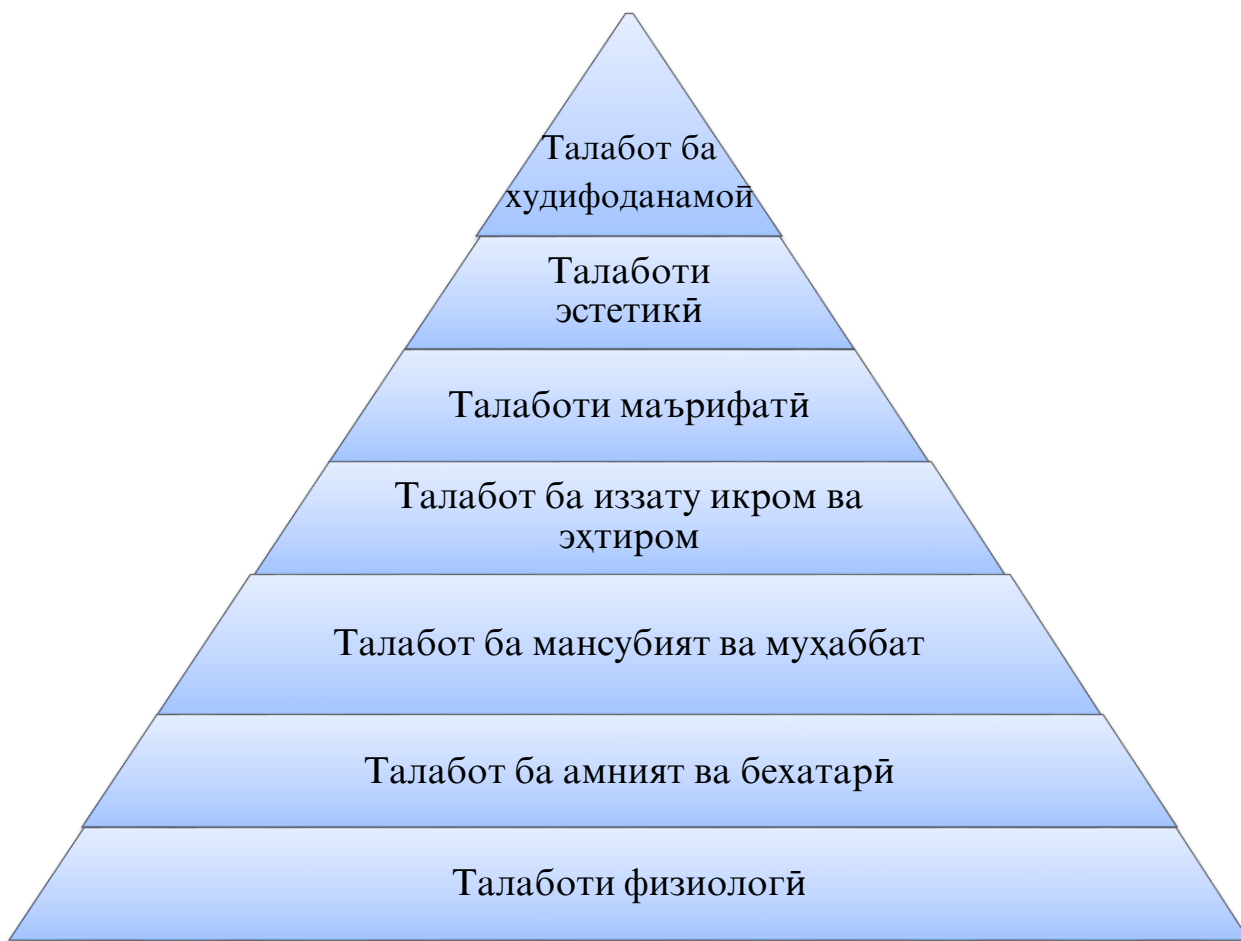 Талабот ба
худифоданамоӣ
Талаботи
эстетикӣ
Талаботи маърифатӣ
Талабот ба иззату икром ва
эҳтиром
Талабот ба мансубият ва муҳаббат
Талабот ба амният ва бехатарӣ
Талаботи физиологӣ